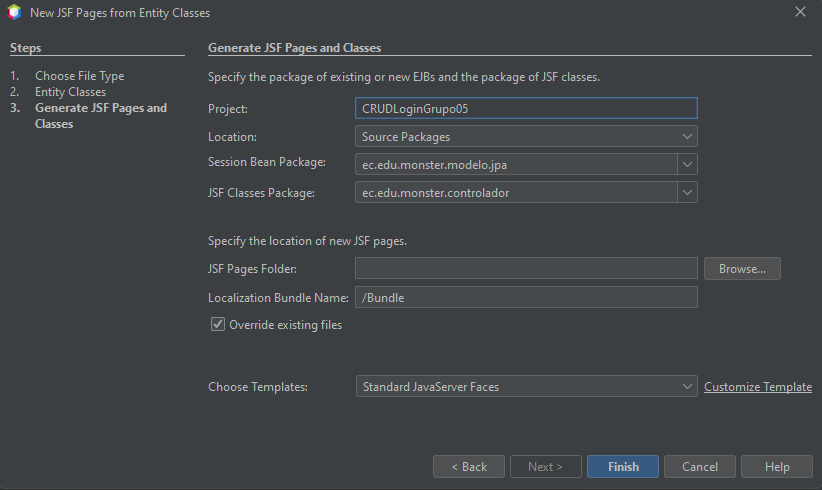 New JSF Pages from Entity Classes
Steps
1. Choose File Type
2. Entity Classes
3. Generate JSF Pages and
Classes
Generate JSF Pages and Classes
Specify the package of existing or new EJBs and the package of JSF classes.
Project: CRUDLoginGrupo05
Location: Source Packages
Session Bean Package: ec.edu.monster.modelo.jpa
JSF Classes Package: ec.edu.monster.controlador
Specify the location of new JSF pages.
JSF Pages Folder: Browse...
Localization Bundle Name: /Bundle
Override existing files
Choose Templates: Standard JavaServer Faces Customize Template
< Back Next > Finish Cancel Help